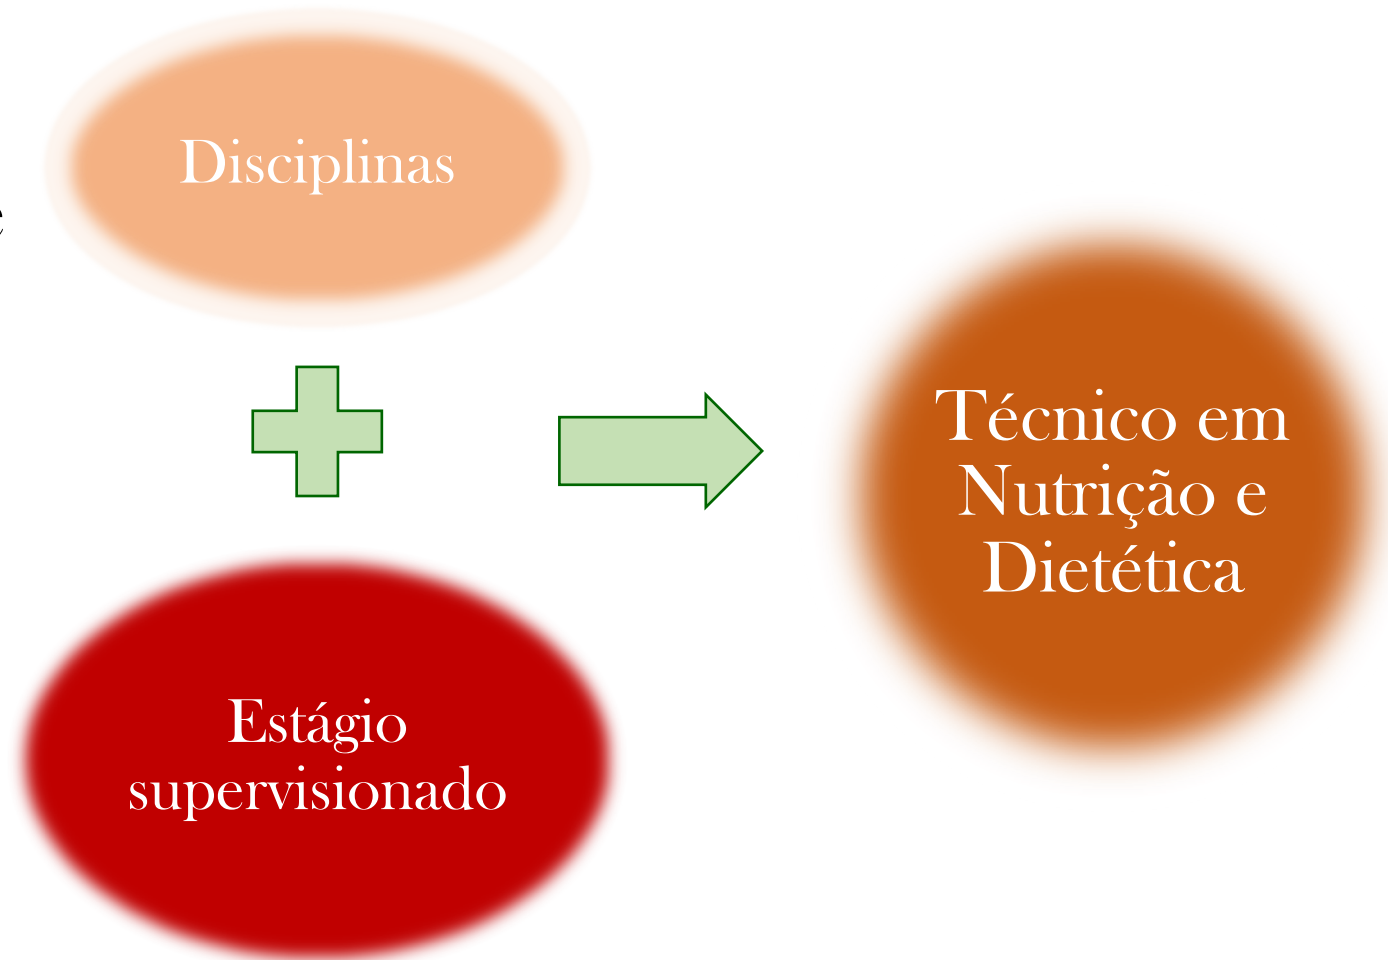 Disciplinas
Estágio
supervisionado
Técnico em
Nutrição e
Dietética